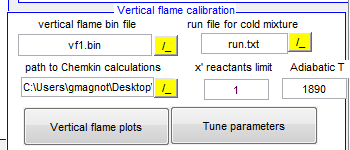 Vertical flame calibration
vertical flame bin file run file for cold mixture
vf1.bin /_ run.txt /_
path to Chemkin calculations x' reactants limit Adiabatic T
C:\Users\gmagnot\Desktop\ /_ 1 1890
Vertical flame plots Tune parameters